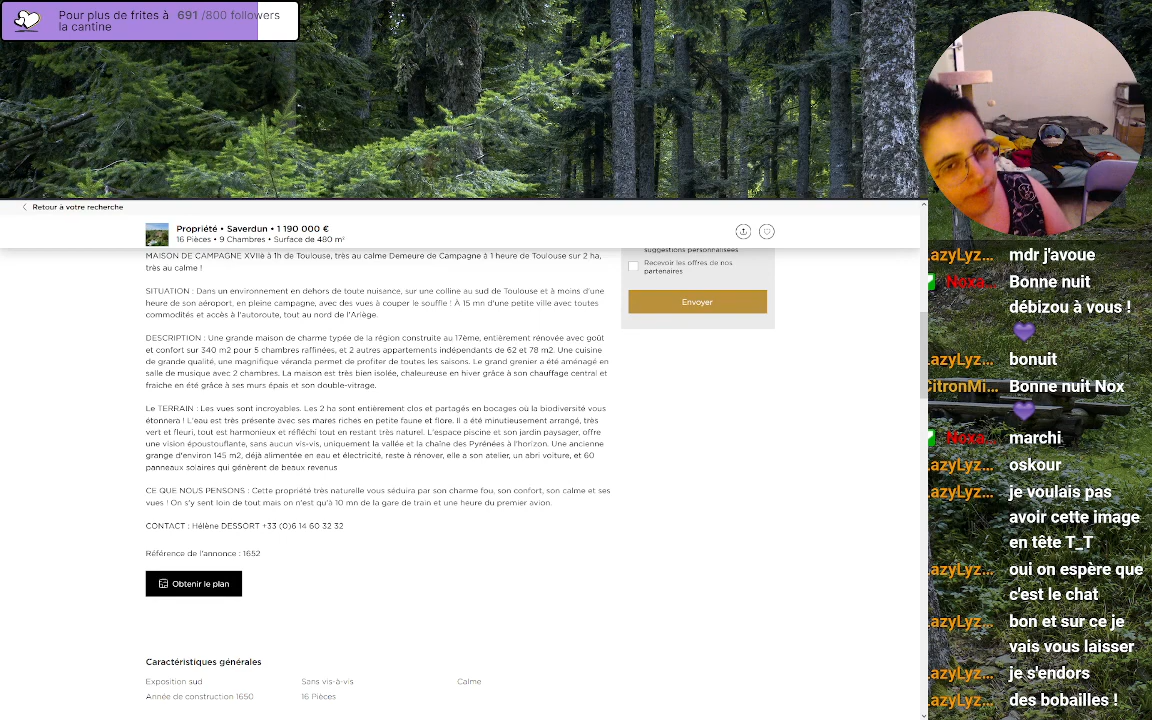 Pour plus de frites à la cantine
691 /800 followers
Retour à votre recherche
Propriété • Saverdun • 1 190 000 €
16 Pièces • 9 Chambres • Surface de 480 m²
MAISON DE CAMPAGNE XVIIè à 1h de Toulouse, très au calme Demeure de Campagne à 1 heure de Toulouse sur 2 ha,
très au calme !
SITUATION : Dans un environnement en dehors de toute nuisance, sur une colline au sud de Toulouse et à moins d'une
heure de son aéroport, en pleine campagne, avec des vues à couper le souffle ! À 15 mn d'une petite ville avec toutes
commodités et accès à l'autoroute, tout au nord de l'Ariège.
DESCRIPTION : Une grande maison de charme typée de la région construite au 17ème, entièrement rénovée avec goût
et confort sur 340 m2 pour 5 chambres raffinées, et 2 autres appartements indépendants de 62 et 78 m2. Une cuisine
de grande qualité, une magnifique véranda permet de profiter de toutes les saisons. Le grand grenier a été aménagé en
salle de musique avec 2 chambres. La maison est très bien isolée, chaleureuse en hiver grâce à son chauffage central et
fraiche en été grâce à ses murs épais et son double-vitrage.
Le TERRAIN : Les vues sont incroyables. Les 2 ha sont entièrement clos et partagés en bocages où la biodiversité vous
étonnera ! L'eau est très présente avec ses mares riches en petite faune et flore. Il a été minutieusement arrangé, très
vert et fleuri, tout est harmonieux et réfléchi tout en restant très naturel. L'espace piscine et son jardin paysager, offre
une vision époustouflante, sans aucun vis-vis, uniquement la vallée et la chaîne des Pyrénées à l'horizon. Une ancienne
grange d'environ 145 m2, déjà alimentée en eau et électricité, reste à rénover, elle a son atelier, un abri voiture, et 60
panneaux solaires qui génèrent de beaux revenus
CE QUE NOUS PENSONS : Cette propriété très naturelle vous séduira par son charme fou, son confort, son calme et ses
vues ! On s'y sent loin de tout mais on n'est qu'à 10 mn de la gare de train et une heure du premier avion.
CONTACT : Hélène DESSORT +33 (0)6 14 60 32 32
Référence de l'annonce : 1652
Obtenir le plan
Caractéristiques générales
Exposition sud
Sans vis-à-vis
Calme
Année de construction 1650
16 Pièces
suggestions personnalisées
Recevoir les offres de nos
partenaires
Envoyer
LazyLyz... mdr j'avoue
Noxa... Bonne nuit
débizou à vous !
LazyLyz... bonuit
CitronMi... Bonne nuit Nox
Noxa... marchi
LazyLyz... oskour
LazyLyz... je voulais pas
avoir cette image
en tête T_T
LazyLyz... oui on espère que
c'est le chat
LazyLyz... bon et sur ce je
vais vous laisser
LazyLyz... je s'endors
LazyLyz... des bobailles !